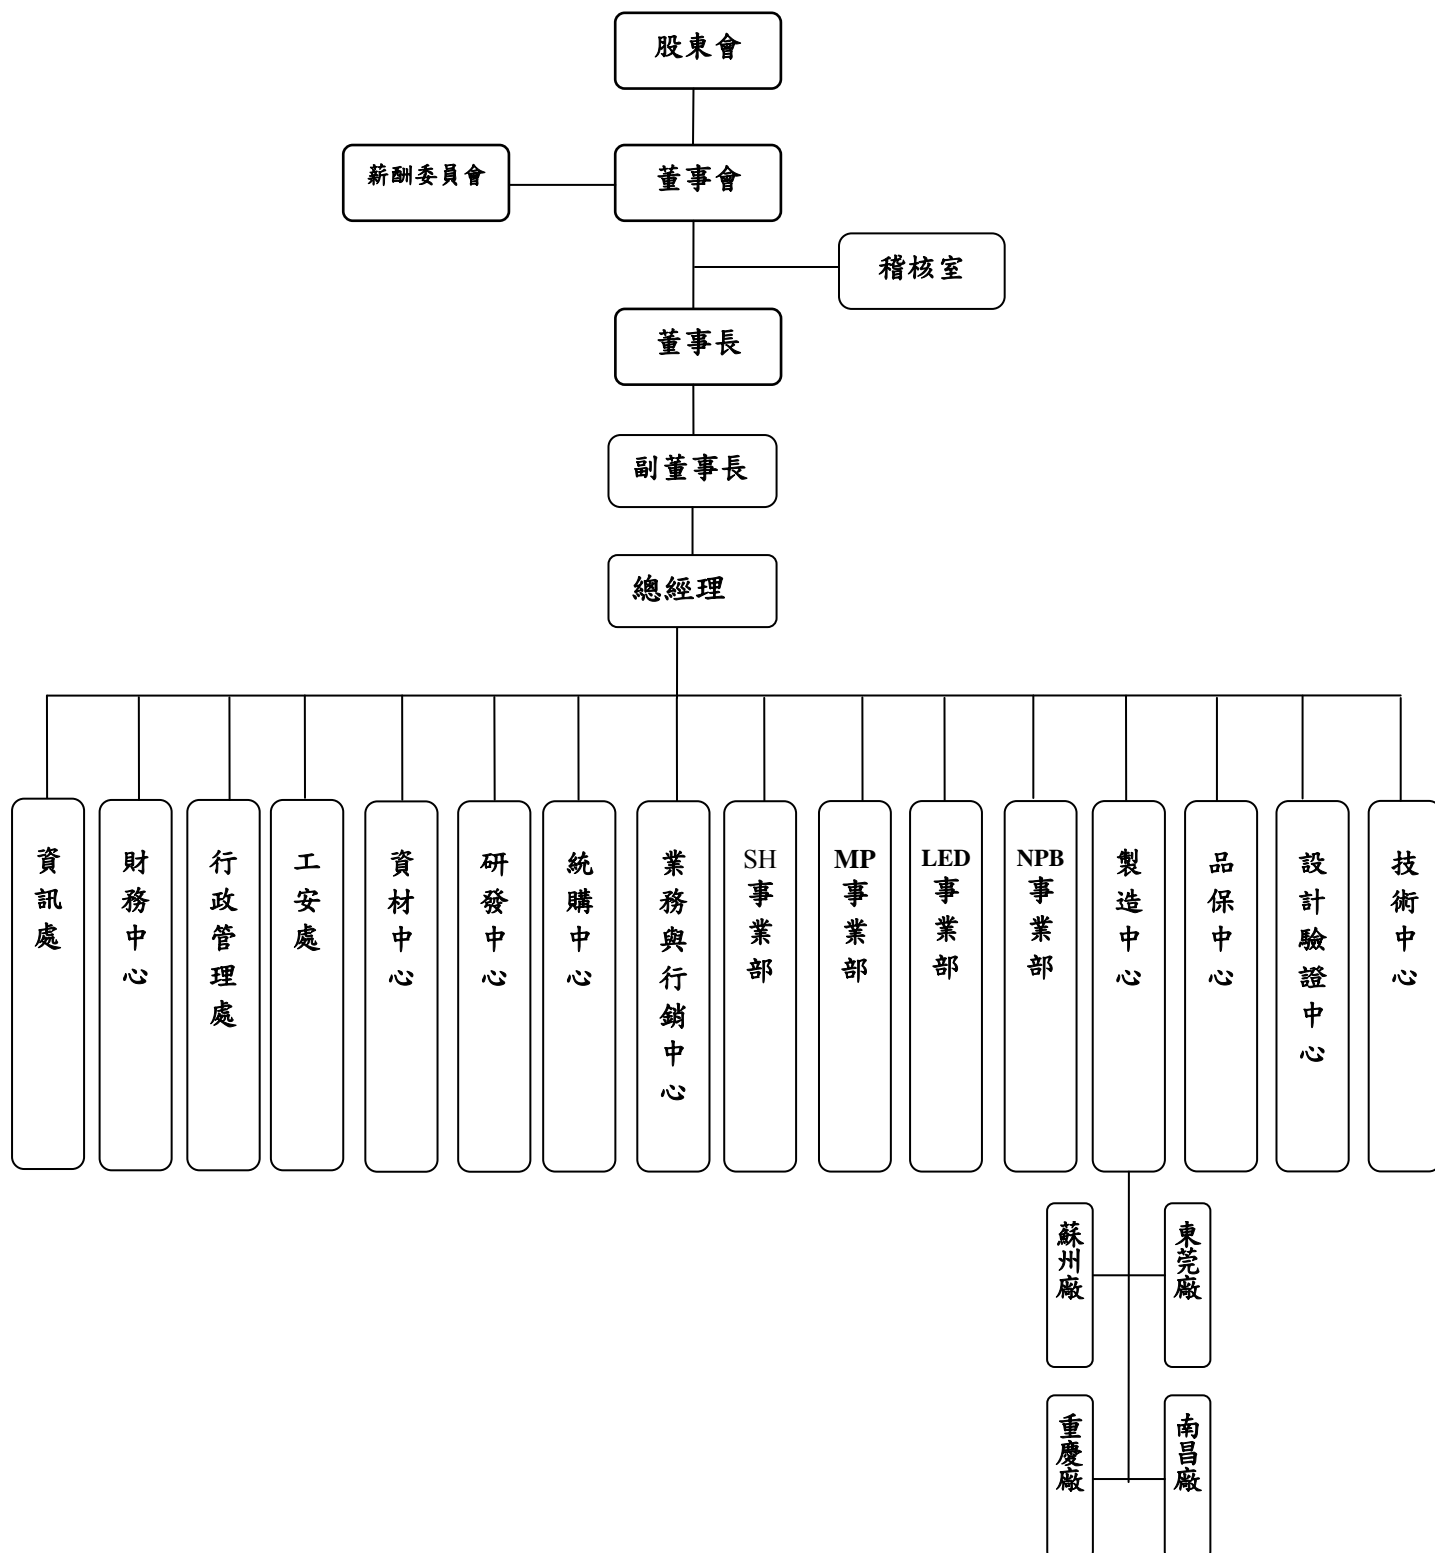 股東會
薪酬委員會
董事會
稽核室
董事長
副董事長
總經理
資訊處
財務中心
行政管理處
工安處
資材中心
研發中心
統購中心
業務與行銷中心
SH事業部
MP事業部
LED事業部
NPB事業部
製造中心
品保中心
設計驗證中心
技術中心
蘇州廠
東莞廠
重慶廠
南昌廠